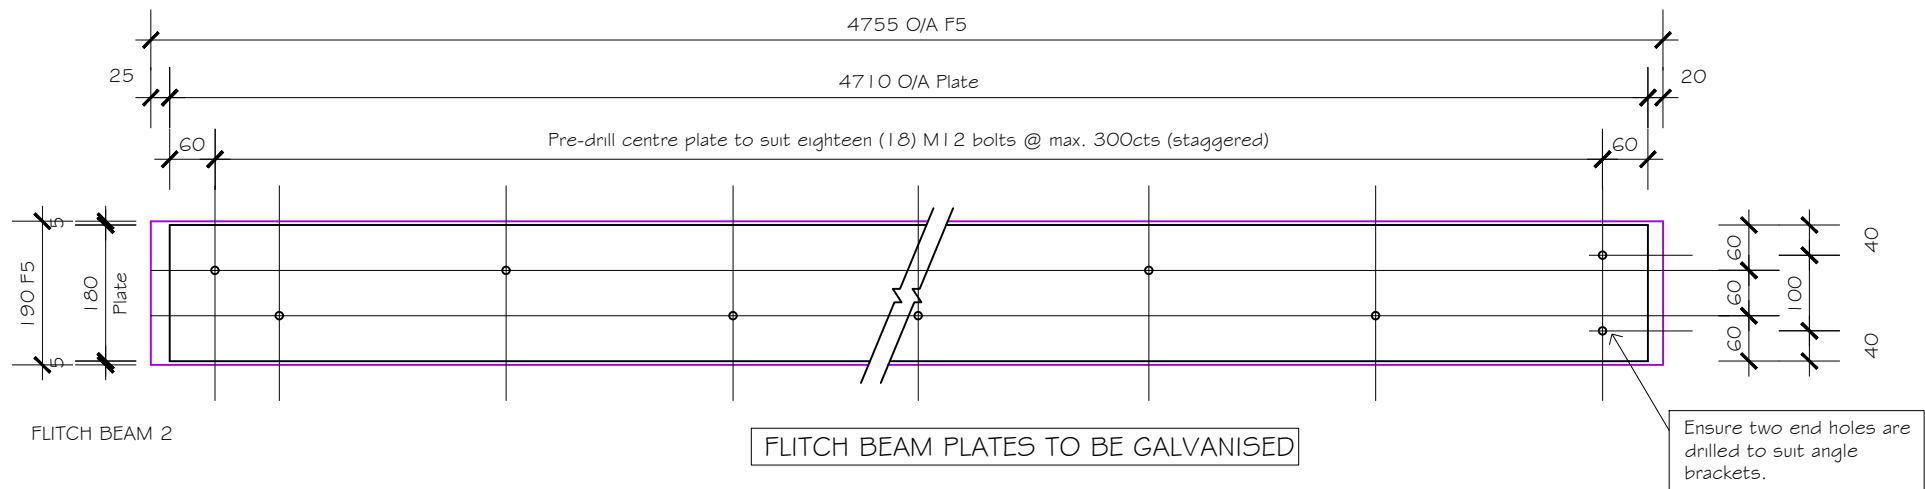 4755 O/A F5
25
4710 O/A Plate
20
60
Pre-drill centre plate to suit eighteen (18) M12 bolts @ max. 300cts (staggered)
60
5
190 F5
180
Plate
5
60
60
60
40
100
40
FLITCH BEAM 2
FLITCH BEAM PLATES TO BE GALVANISED
Ensure two end holes are
drilled to suit angle
brackets.